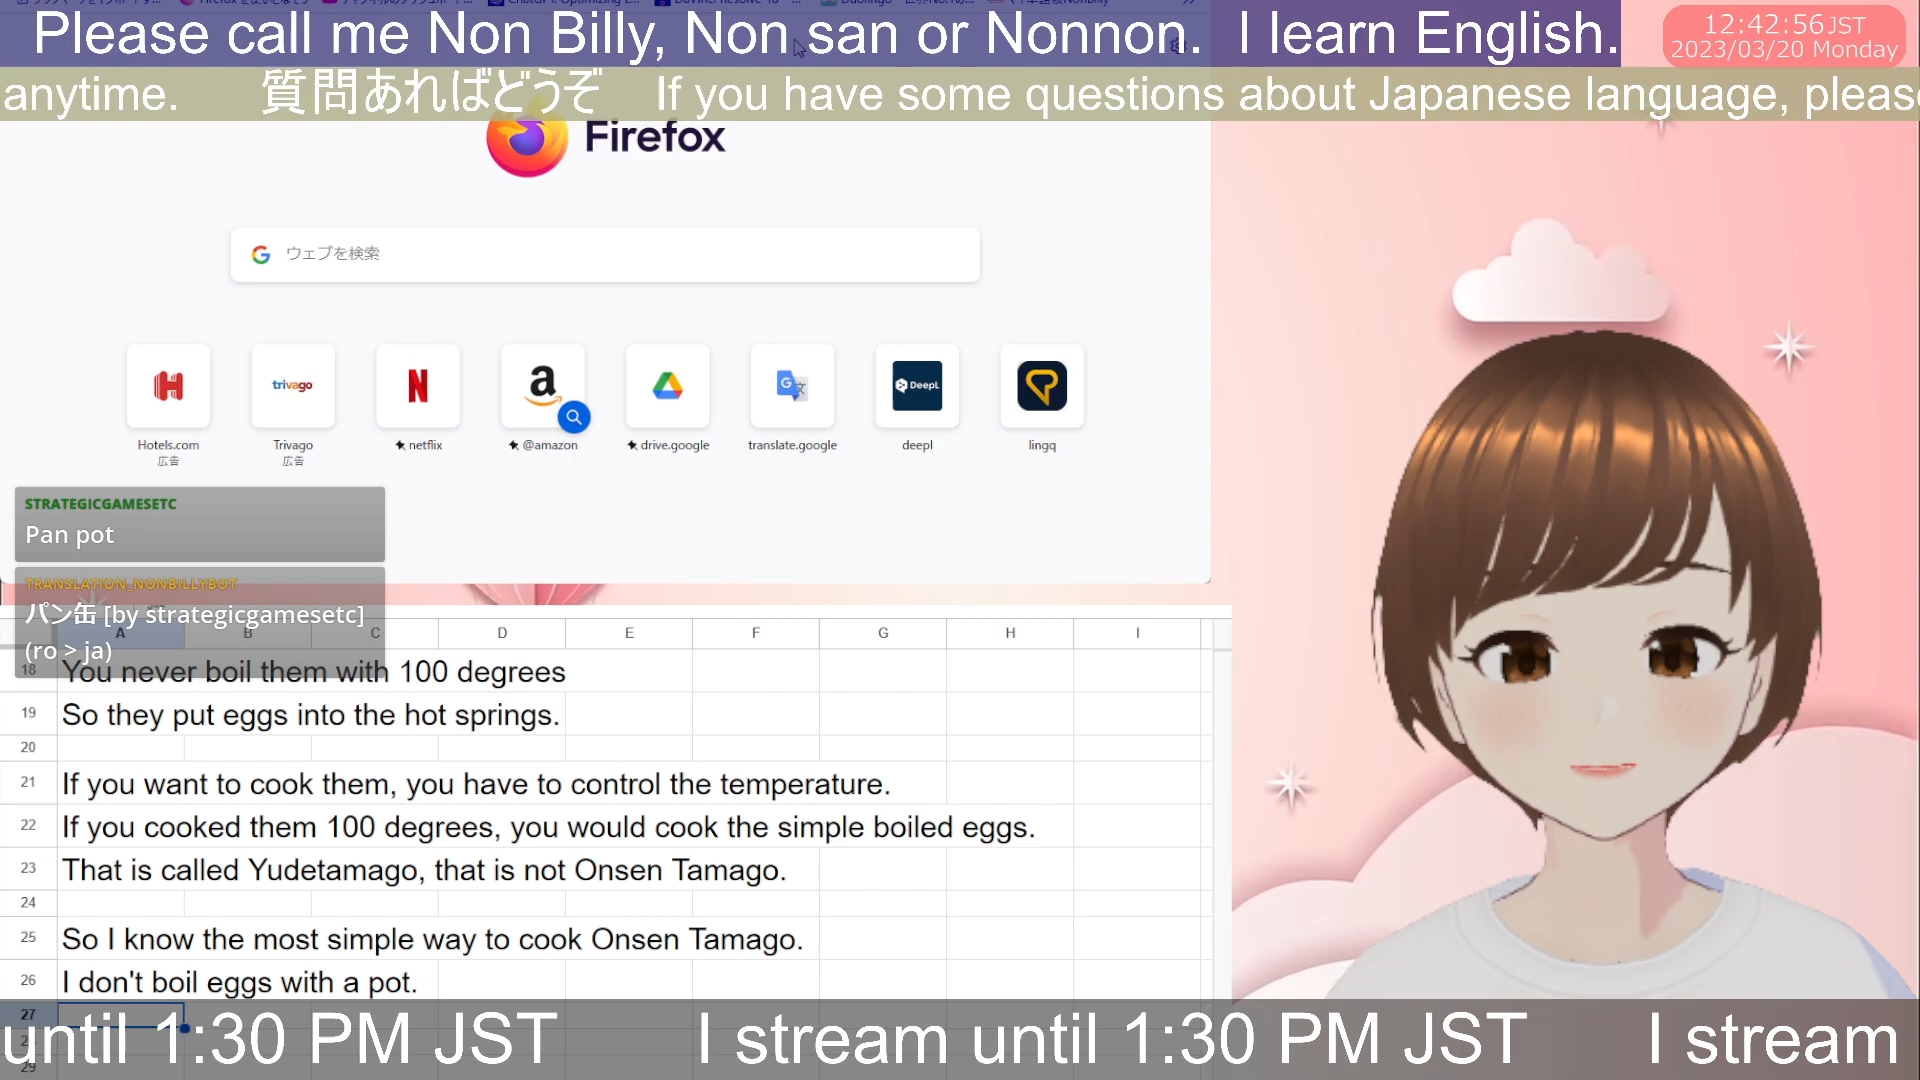 Please call me Non Billy, Non san or Nonnon. I learn English.
12:42:56 JST
2023/03/20 Monday
anytime. 質問あればどうぞ If you have some questions about Japanese language, please
Firefox
ウェブを検索
trivago
DeepL
Hotels.com
広告
Trivago
広告
netflix
@amazon
drive.google
translate.google
deepl
lingq
STRATEGICGAMESETC
Pan pot
TRANSLATION_NONBILLYBOT
パン缶 [by strategicgamesetc]
(ro > ja)
A B C D E F G H I
18 You never boil them with 100 degrees
19 So they put eggs into the hot springs.
20
21 If you want to cook them, you have to control the temperature.
22 If you cooked them 100 degrees, you would cook the simple boiled eggs.
23 That is called Yudetamago, that is not Onsen Tamago.
24
25 So I know the most simple way to cook Onsen Tamago.
26 I don't boil eggs with a pot.
27
until 1:30 PM JST I stream until 1:30 PM JST I stream
29